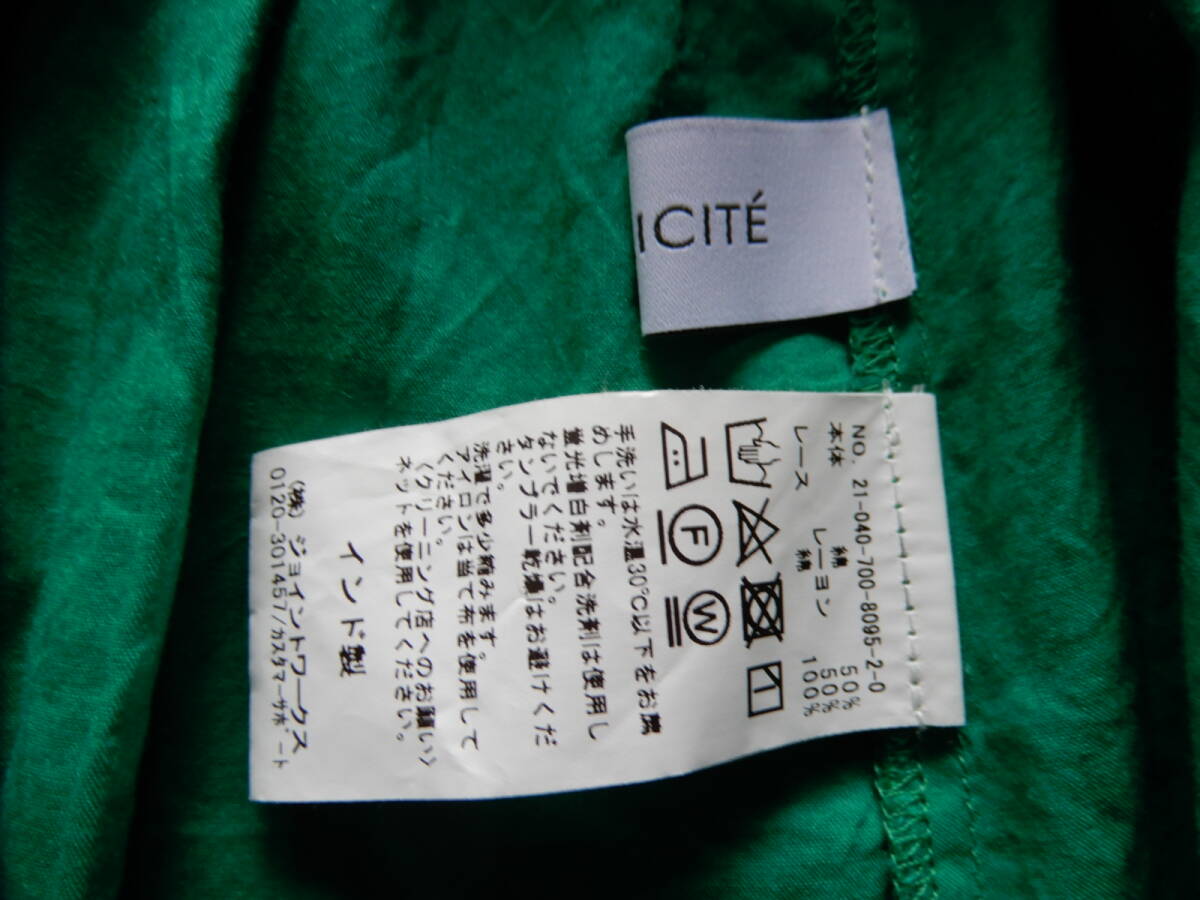 ICITÉ
NO. 21-040-700-8095-2-0
本体 綿 50%
レーヨン 50%
レース 綿 100%
F
W
手洗いは水温30℃以下をお奨
めします。
蛍光増白剤配合洗剤は使用し
ないでください。
タンブラー乾燥はお避けくだ
さい。
洗濯で多少縮みます。
アイロンは当て布を使用して
ください。
〈クリーニング店へのお願い〉
ネットを使用してください。
インド製
(株)ジョイントワークス
0120-301457/カスタマーサポート